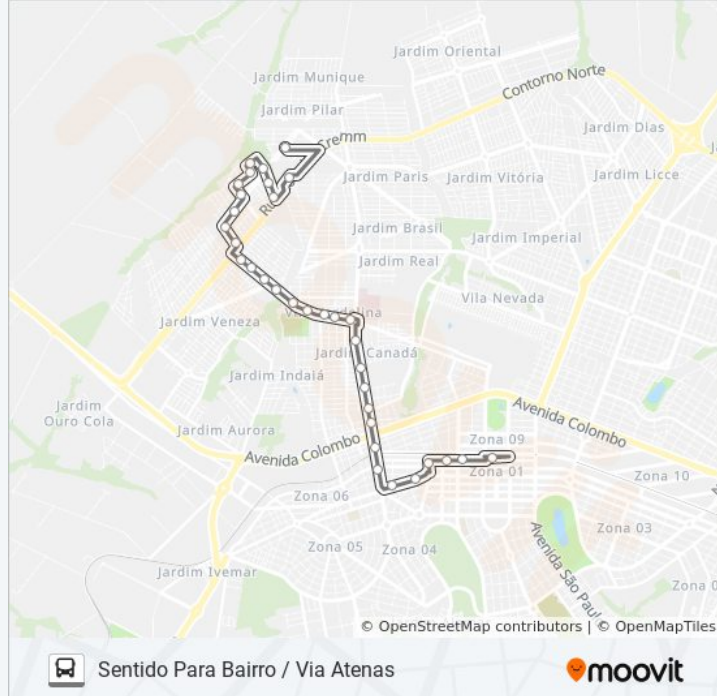 Jardim Oriental
Jardim Munique
Contorno Norte
Jardim Pilar
Jardim Dias
Jardim Paris
Jardim Vitória
Jardim Licce
Jardim Brasil
Jardim Imperial
Jardim Real
Vila Nevada
Jardim Veneza
Jardim Canadá
Jardim Indaiá
Jardim
Ouro Cola
Avenida Colombo
Jardim Aurora
Zona 09
Avenida Colombo
Zona 01
Zona 10
Zona 06
Zona 03
Zona 05
Zona 04
Jardim Ivemar
© OpenStreetMap contributors | © OpenMapTiles
Sentido Para Bairro / Via Atenas
moovit